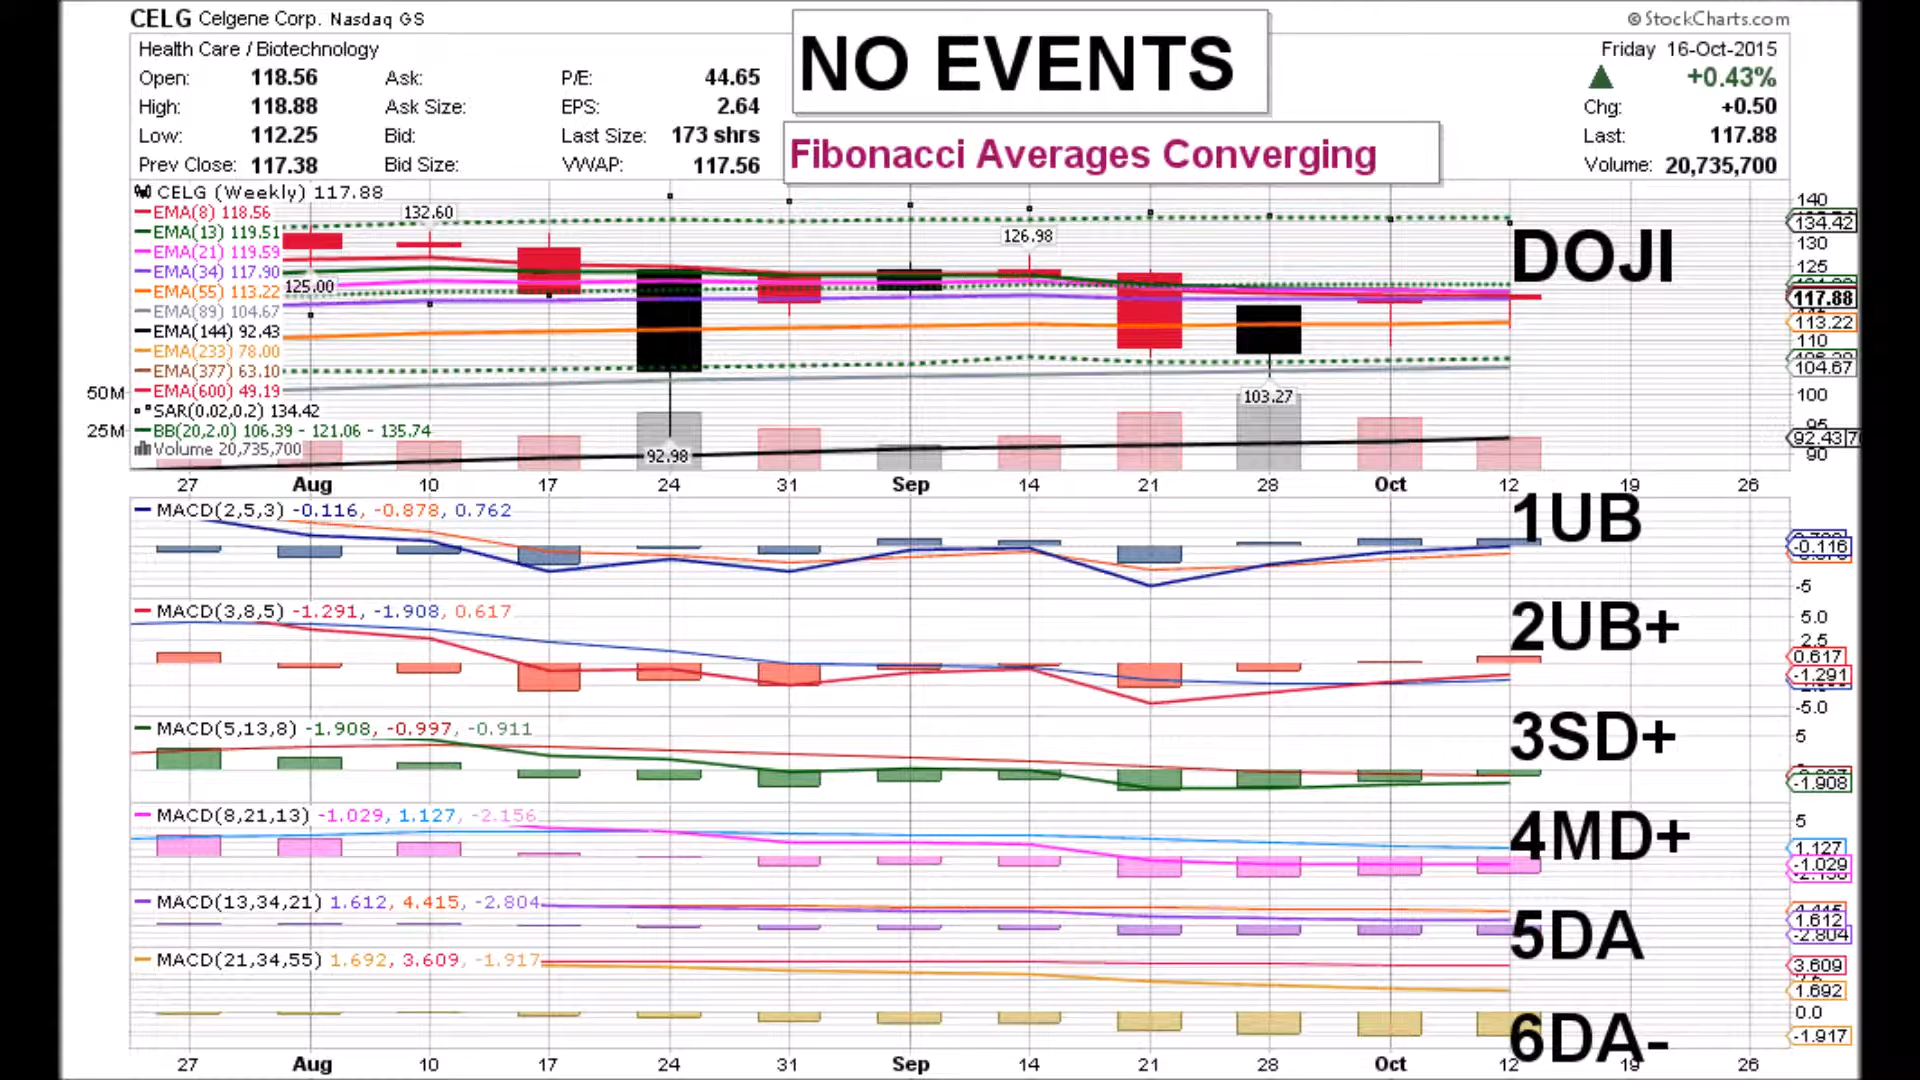 CELG Celgene Corp. Nasdaq GS
© StockCharts.com
Health Care / Biotechnology
NO EVENTS
Friday 16-Oct-2015
Open: 118.56 Ask: P/E: 44.65
+0.43%
High: 118.88 Ask Size: EPS: 2.64
Chg: +0.50
Low: 112.25 Bid: Last Size: 173 shrs
Last: 117.88
Prev Close: 117.38 Bid Size: VWAP: 117.56
Volume: 20,735,700
Fibonacci Averages Converging
CELG (Weekly) 117.88
EMA(8) 118.56
EMA(13) 119.51
EMA(21) 119.59
EMA(34) 117.90
EMA(55) 113.22
EMA(89) 104.67
EMA(144) 92.43
EMA(233) 78.00
EMA(377) 63.10
EMA(600) 49.19
SAR(0.02,0.2) 134.42
BB(20,2.0) 106.39 - 121.06 - 135.74
Volume 20,735,700
50M
25M
132.60
125.00
126.98
103.27
92.98
DOJI
140
134.42
130
125
117.88
113.22
110
104.67
100
95
92.43
90
27 Aug 10 17 24 31 Sep 14 21 28 Oct 12 19 26
MACD(2,5,3) -0.116, -0.878, 0.762
1UB
-0.116
-5
MACD(3,8,5) -1.291, -1.908, 0.617
2UB+
5.0
2.5
0.617
-1.291
-5.0
MACD(5,13,8) -1.908, -0.997, -0.911
3SD+
5
-1.908
MACD(8,21,13) -1.029, 1.127, -2.156
4MD+
5
1.127
-1.029
MACD(13,34,21) 1.612, 4.415, -2.804
5DA
1.612
-2.804
MACD(21,34,55) 1.692, 3.609, -1.917
6DA-
3.609
1.692
0.0
-1.917
27 Aug 10 17 24 31 Sep 14 21 28 Oct 12 19 26